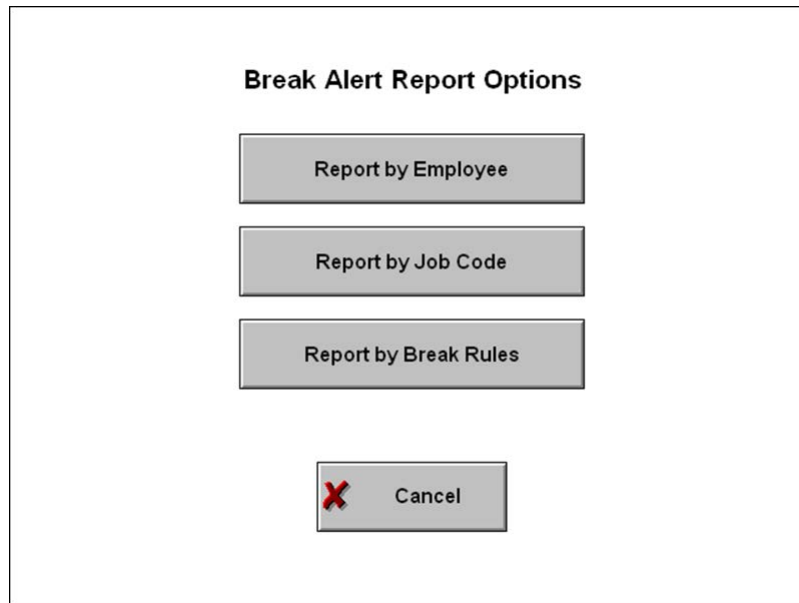 Break Alert Report Options
Report by Employee
Report by Job Code
Report by Break Rules
Cancel